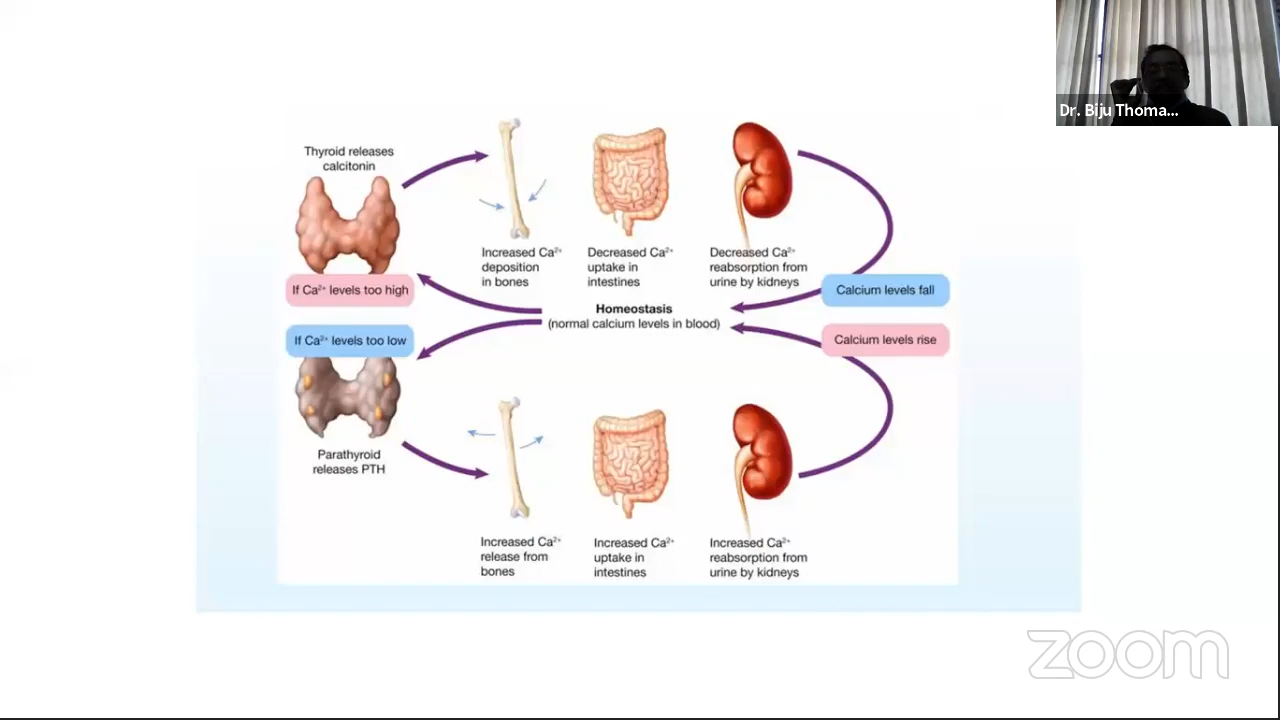 Dr. Biju Thoma...
Thyroid releases
calcitonin
Increased Ca²⁺
deposition
in bones
Decreased Ca²⁺
uptake in
intestines
Decreased Ca²⁺
reabsorption from
urine by kidneys
If Ca²⁺ levels too high
Calcium levels fall
Homeostasis
(normal calcium levels in blood)
If Ca²⁺ levels too low
Calcium levels rise
Parathyroid
releases PTH
Increased Ca²⁺
release from
bones
Increased Ca²⁺
uptake in
intestines
Increased Ca²⁺
reabsorption from
urine by kidneys
zoom